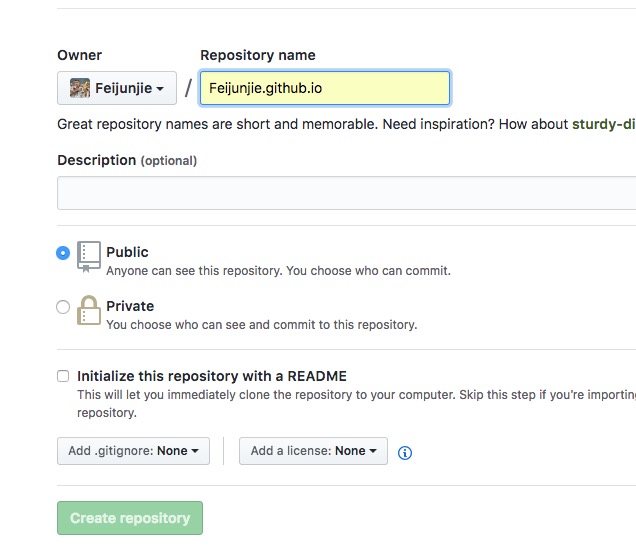 Owner
Repository name
Feijunjie / Feijunjie.github.io
Great repository names are short and memorable. Need inspiration? How about sturdy-di
Description (optional)
Public
Anyone can see this repository. You choose who can commit.
Private
You choose who can see and commit to this repository.
Initialize this repository with a README
This will let you immediately clone the repository to your computer. Skip this step if you're importin
repository.
Add .gitignore: None
Add a license: None
Create repository